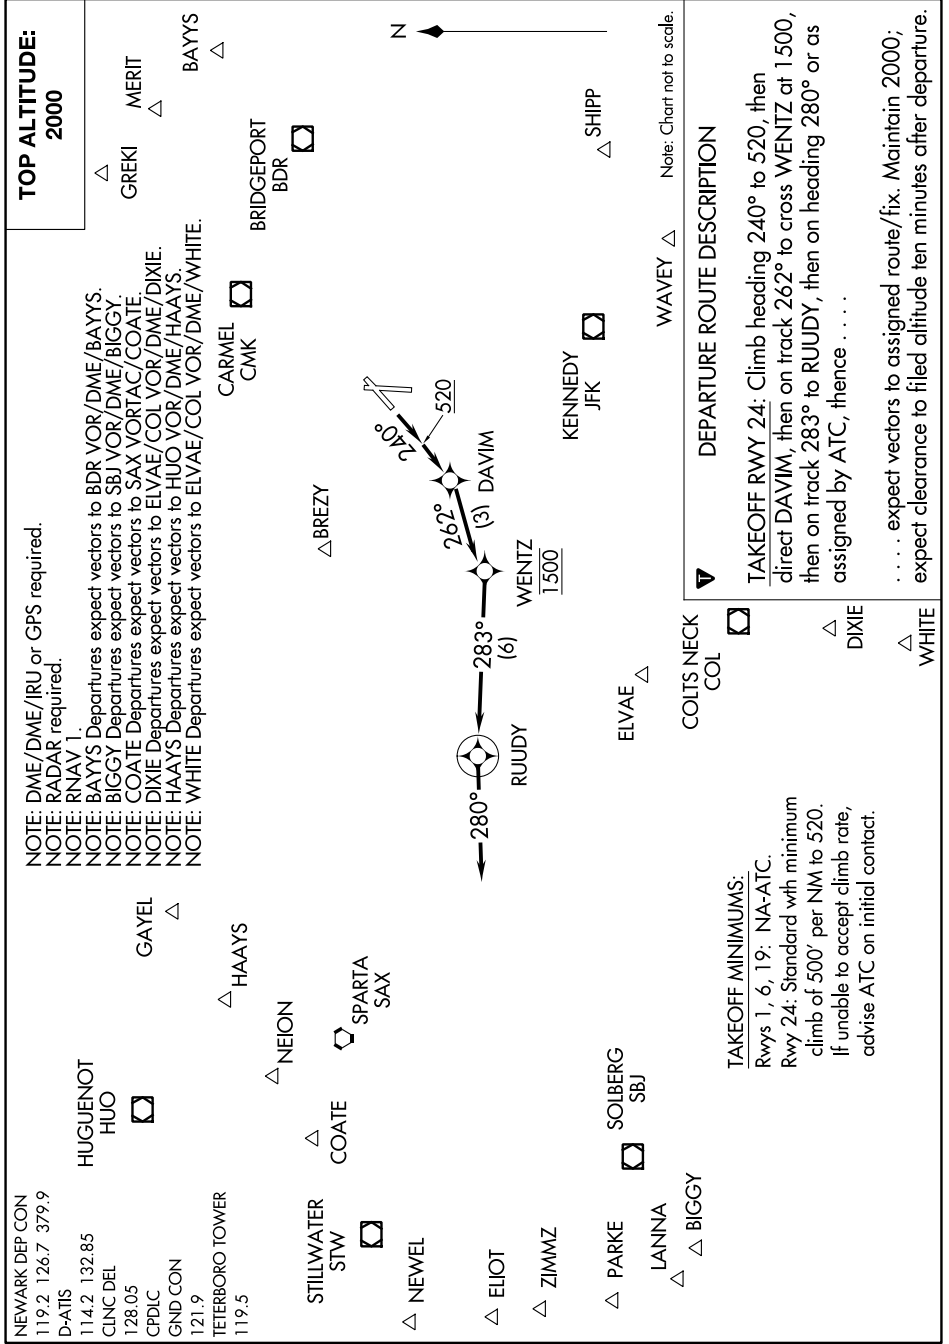 NEWARK DEP CON
119.2 126.7 379.9
D-ATIS
114.2 132.85
CLNC DEL
128.05
CPDLC
GND CON
121.9
TETERBORO TOWER
119.5
NOTE: DME/DME/IRU or GPS required.
NOTE: RADAR required.
NOTE: RNAV 1.
NOTE: BAYYS Departures expect vectors to BDR VOR/DME/BAYYS.
NOTE: BIGGY Departures expect vectors to SBJ VOR/DME/BIGGY.
NOTE: COATE Departures expect vectors to SAX VORTAC/COATE.
NOTE: DIXIE Departures expect vectors to ELVAE/COL VOR/DME/DIXIE.
NOTE: HAAYS Departures expect vectors to HUO VOR/DME/HAAYS.
NOTE: WHITE Departures expect vectors to ELVAE/COL VOR/DME/WHITE.
TOP ALTITUDE:
2000
GREKI
MERIT
BAYYS
HUGUENOT
HUO
GAYEL
HAAYS
NEION
BRIDGEPORT
BDR
CARMEL
CMK
N
STILLWATER
STW
COATE
SPARTA
SAX
BREZY
NEWEL
ELIOT
ZIMMZ
280°
RUUDY
283°
(6)
WENTZ
1500
262°
(3)
DAVIM
240°
520
KENNEDY
JFK
SHIPP
WAVEY
Note: Chart not to scale.
PARKE
LANNA
BIGGY
SOLBERG
SBJ
ELVAE
COLTS NECK
COL
DIXIE
WHITE
TAKEOFF MINIMUMS:
Rwys 1, 6, 19: NA-ATC.
Rwy 24: Standard wth minimum
climb of 500' per NM to 520.
If unable to accept climb rate,
advise ATC on initial contact.
T
DEPARTURE ROUTE DESCRIPTION
TAKEOFF RWY 24: Climb heading 240° to 520, then
direct DAVIM, then on track 262° to cross WENTZ at 1500,
then on track 283° to RUUDY, then on heading 280° or as
assigned by ATC, thence . . . .
. . . . expect vectors to assigned route/fix. Maintain 2000;
expect clearance to filed altitude ten minutes after departure.